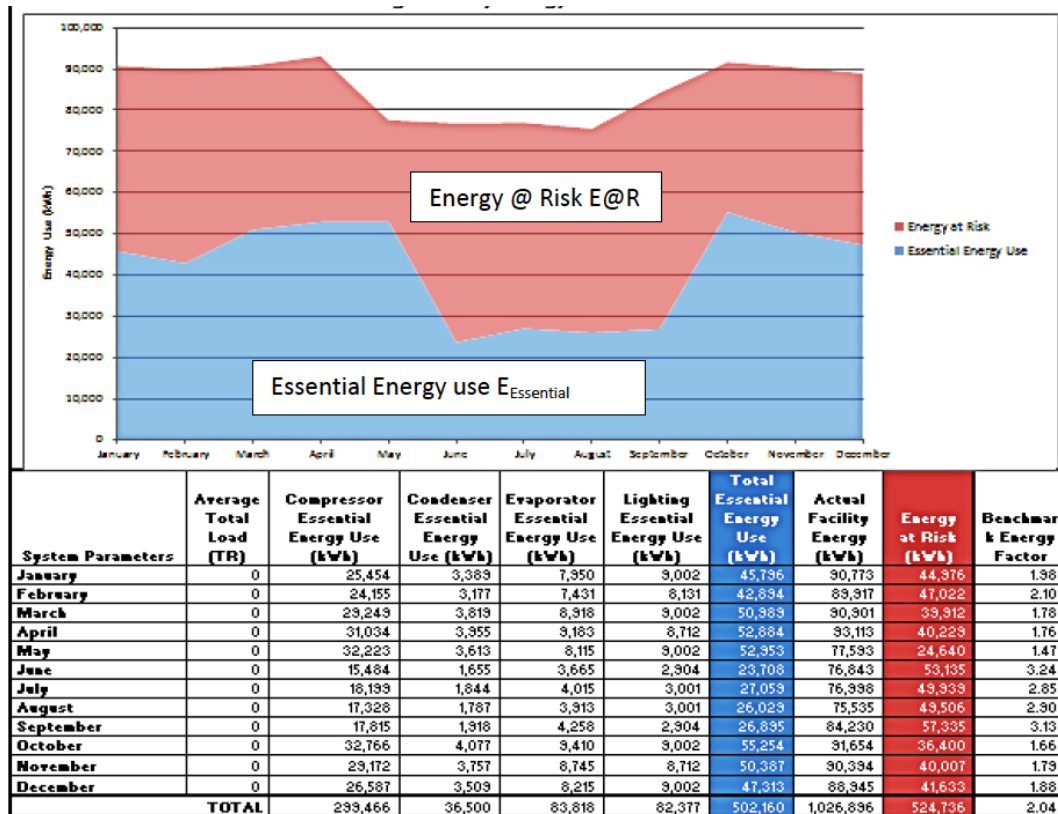 100,000
90,000
80,000
70,000
60,000
50,000
40,000
30,000
20,000
10,000
0
Energy Use (kWh)
Energy @ Risk E@R
Essential Energy use E_Essential
Energy at Risk
Essential Energy Use
January February March April May June July August September October November December
System Parameters Average Total Load (TR) Compressor Essential Energy Use (kWh) Condenser Essential Energy Use (kWh) Evaporator Essential Energy Use (kWh) Lighting Essential Energy Use (kWh) Total Essential Energy Use (kWh) Actual Facility Energy (kWh) Energy at Risk (kWh) Benchmar k Energy Factor
January 0 25,454 3,389 7,950 9,002 45,796 90,773 44,976 1.98
February 0 24,155 3,177 7,431 8,131 42,894 89,917 47,022 2.10
March 0 29,249 3,819 8,918 9,002 50,989 90,901 39,912 1.78
April 0 31,034 3,955 9,183 8,712 52,884 93,113 40,229 1.76
May 0 32,223 3,613 8,115 9,002 52,953 77,593 24,640 1.47
June 0 15,484 1,655 3,665 2,904 23,708 76,843 53,135 3.24
July 0 18,199 1,844 4,015 3,001 27,059 76,998 49,939 2.85
August 0 17,328 1,787 3,913 3,001 26,029 75,535 49,506 2.90
September 0 17,815 1,918 4,258 2,904 26,895 84,230 57,335 3.13
October 0 32,766 4,077 9,410 9,002 55,254 91,654 36,400 1.66
November 0 29,172 3,757 8,745 8,712 50,387 90,394 40,007 1.79
December 0 26,587 3,509 8,215 9,002 47,313 88,945 41,633 1.88
TOTAL 299,466 36,500 83,818 82,377 502,160 1,026,896 524,736 2.04